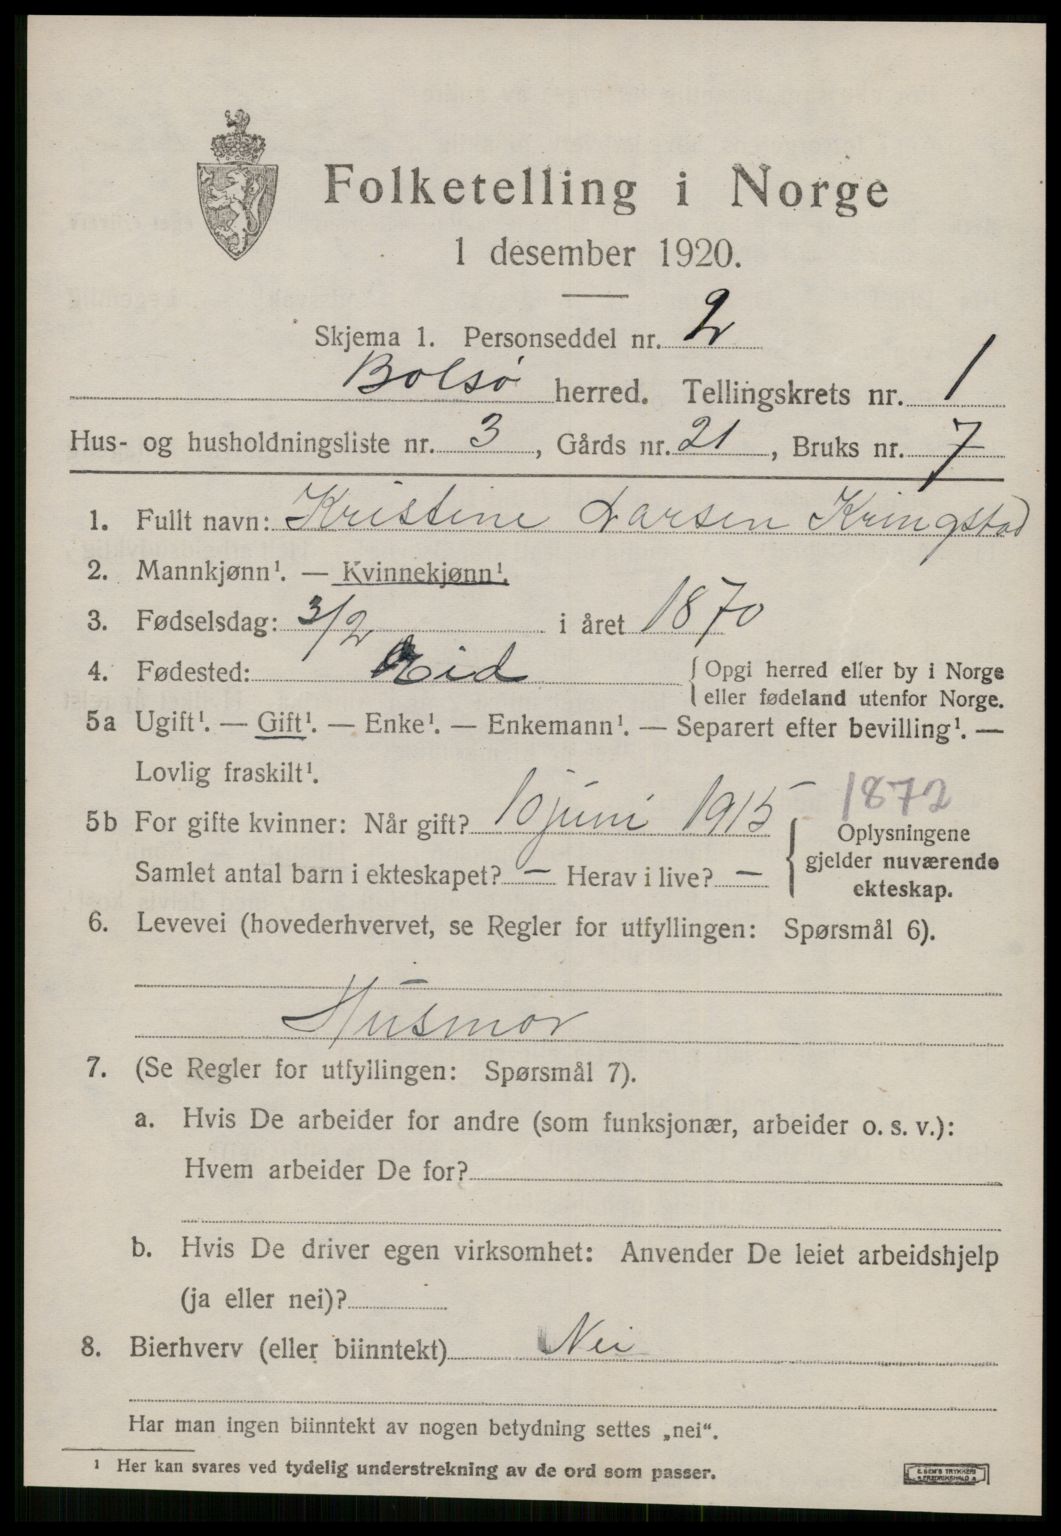 Folketelling i Norge
1 desember 1920.
Skjema 1. Personseddel nr. 2
Bolsø herred. Tellingskrets nr. 1
Hus- og husholdningsliste nr. 3, Gårds nr. 21, Bruks nr. 7
1. Fullt navn: Kristine Larsen Kringstad
2. Mannkjønn¹. — Kvinnekjønn¹.
3. Fødselsdag: 3/2 i året 1870
4. Fødested: Eid { Opgi herred eller by i Norge
eller fødeland utenfor Norge.
5a Ugift¹. — Gift¹. — Enke¹. — Enkemann¹. — Separert efter bevilling¹. —
Lovlig fraskilt¹.
1872
5b For gifte kvinner: Når gift? 10 juni 1915 { Oplysningene
gjelder nuværende
Samlet antal barn i ekteskapet? — Herav i live? — ekteskap.
6. Levevei (hovederhvervet, se Regler for utfyllingen: Spørsmål 6).
Husmor
7. (Se Regler for utfyllingen: Spørsmål 7).
a. Hvis De arbeider for andre (som funksjonær, arbeider o. s. v.):
Hvem arbeider De for?
b. Hvis De driver egen virksomhet: Anvender De leiet arbeidshjelp
(ja eller nei)?
8. Bierhverv (eller biinntekt) Nei
Har man ingen biinntekt av nogen betydning settes „nei“.
¹ Her kan svares ved tydelig understrekning av de ord som passer.